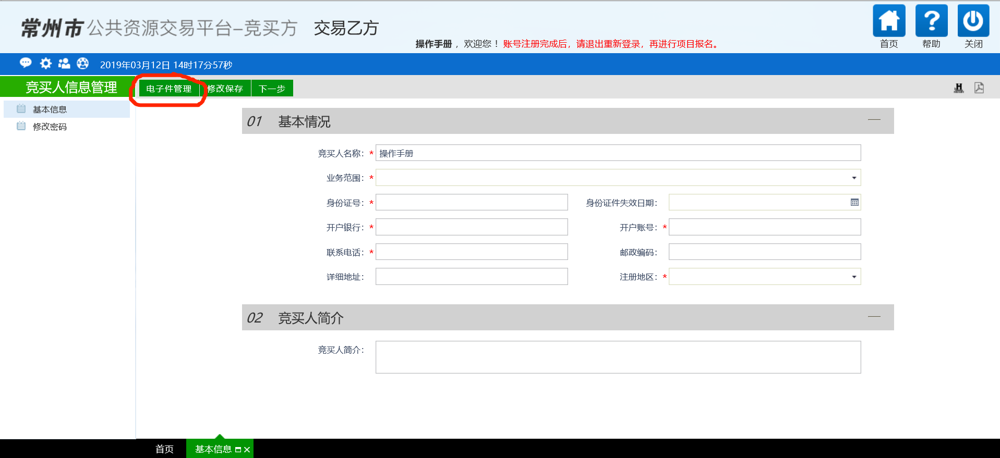 常州市公共资源交易平台-竞买方 交易乙方
操作手册，欢迎您！账号注册完成后，请退出重新登录，再进行项目报名。
首页 帮助 关闭
2019年03月12日 14时17分57秒
竞买人信息管理
电子件管理 修改保存 下一步
基本信息
修改密码
01 基本情况
竞买人名称：* 操作手册
业务范围：*
身份证号：* 身份证件失效日期：
开户银行：* 开户账号：*
联系电话：* 邮政编码：
详细地址： 注册地区：*
02 竞买人简介
竞买人简介：
首页 基本信息